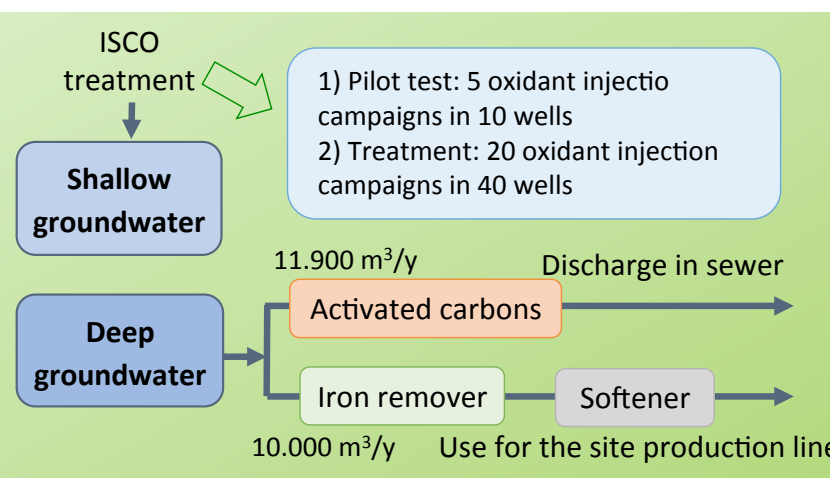 ISCO
treatment
1) Pilot test: 5 oxidant injectio
campaigns in 10 wells
2) Treatment: 20 oxidant injection
campaigns in 40 wells
Shallow
groundwater
11.900 m³/y
Discharge in sewer
Activated carbons
Deep
groundwater
Iron remover
Softener
10.000 m³/y
Use for the site production line